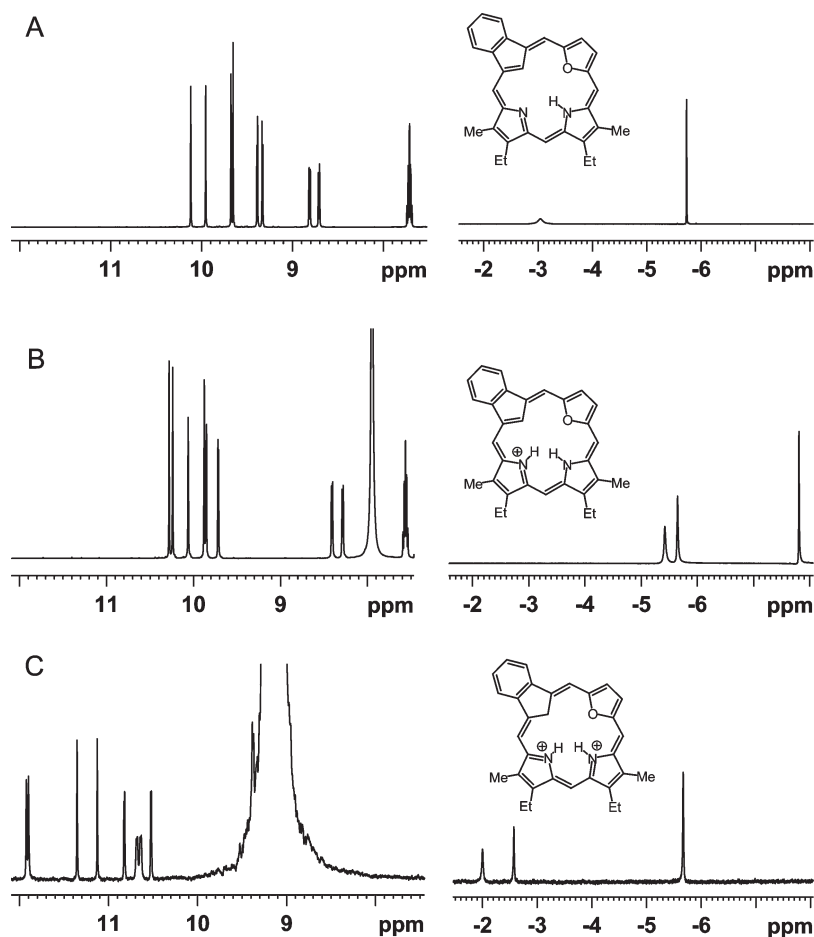 A
O
H
N
N
Me
Me
Et
Et
11 10 9 ppm
-2 -3 -4 -5 -6 ppm
B
O
⊕ H H
N N
Me
Me
Et
Et
11 10 9 ppm
-2 -3 -4 -5 -6 ppm
C
O
⊕ H H ⊕
N N
Me
Me
Et
Et
11 10 9 ppm
-2 -3 -4 -5 -6 ppm